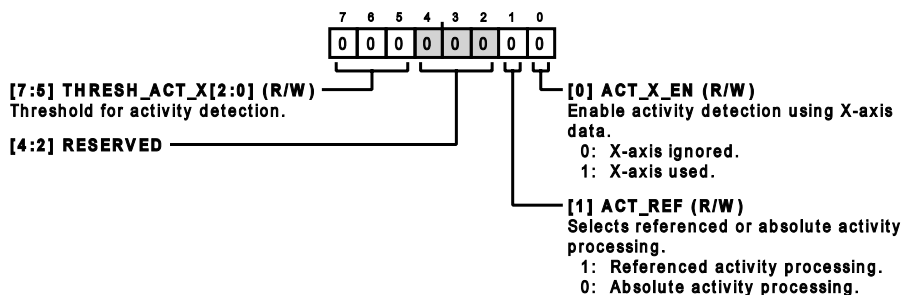 7 6 5 4 3 2 1 0
0 0 0 0 0 0 0 0
[7:5] THRESH_ACT_X[2:0] (R/W)
Threshold for activity detection.
[4:2] RESERVED
[0] ACT_X_EN (R/W)
Enable activity detection using X-axis
data.
0: X-axis ignored.
1: X-axis used.
[1] ACT_REF (R/W)
Selects referenced or absolute activity
processing.
1: Referenced activity processing.
0: Absolute activity processing.